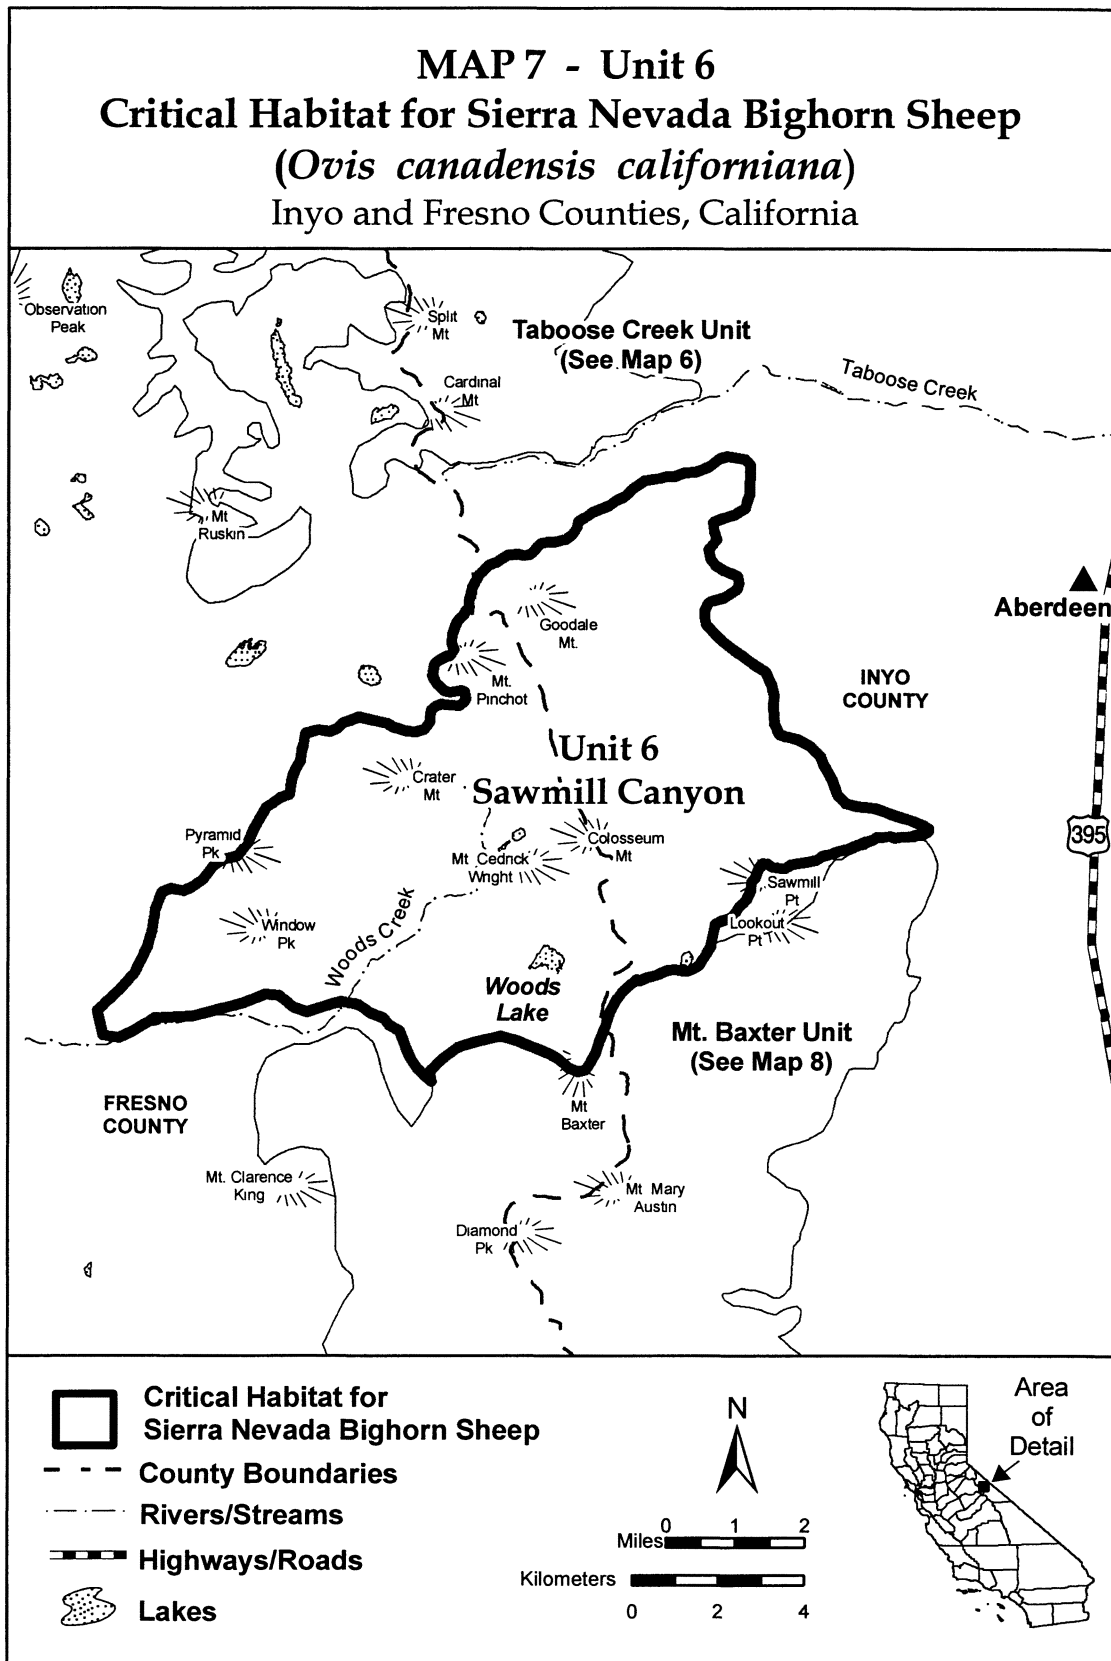 MAP 7 - Unit 6
Critical Habitat for Sierra Nevada Bighorn Sheep
(Ovis canadensis californiana)
Inyo and Fresno Counties, California
Observation
Peak
Split
Mt
Taboose Creek Unit
(See Map 6)
Taboose Creek
Cardinal
Mt
Mt
Ruskin
Aberdeen
Goodale
Mt.
Mt.
Pinchot
INYO
COUNTY
Unit 6
Sawmill Canyon
Crater
Mt
Pyramid
Pk
Colosseum
Mt
395
Mt Cedrick
Wright
Sawmill
Pt
Lookout
Pt
Window
Pk
Woods Creek
Woods
Lake
Mt. Baxter Unit
(See Map 8)
FRESNO
COUNTY
Mt
Baxter
Mt. Clarence
King
Mt Mary
Austin
Diamond
Pk
Critical Habitat for
Sierra Nevada Bighorn Sheep
County Boundaries
Rivers/Streams
Highways/Roads
Lakes
N
0 1 2
Miles
Kilometers
0 2 4
Area
of
Detail